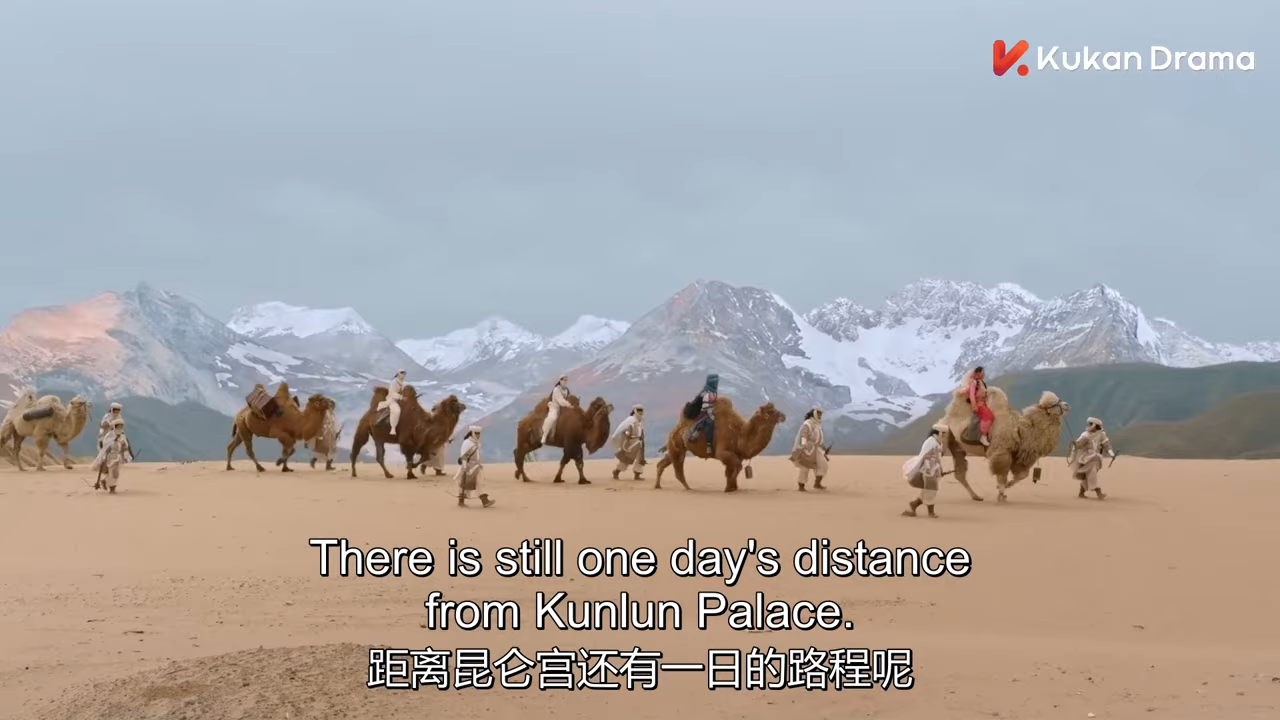 Kukan Drama
There is still one day's distance
from Kunlun Palace.
距离昆仑宫还有一日的路程呢